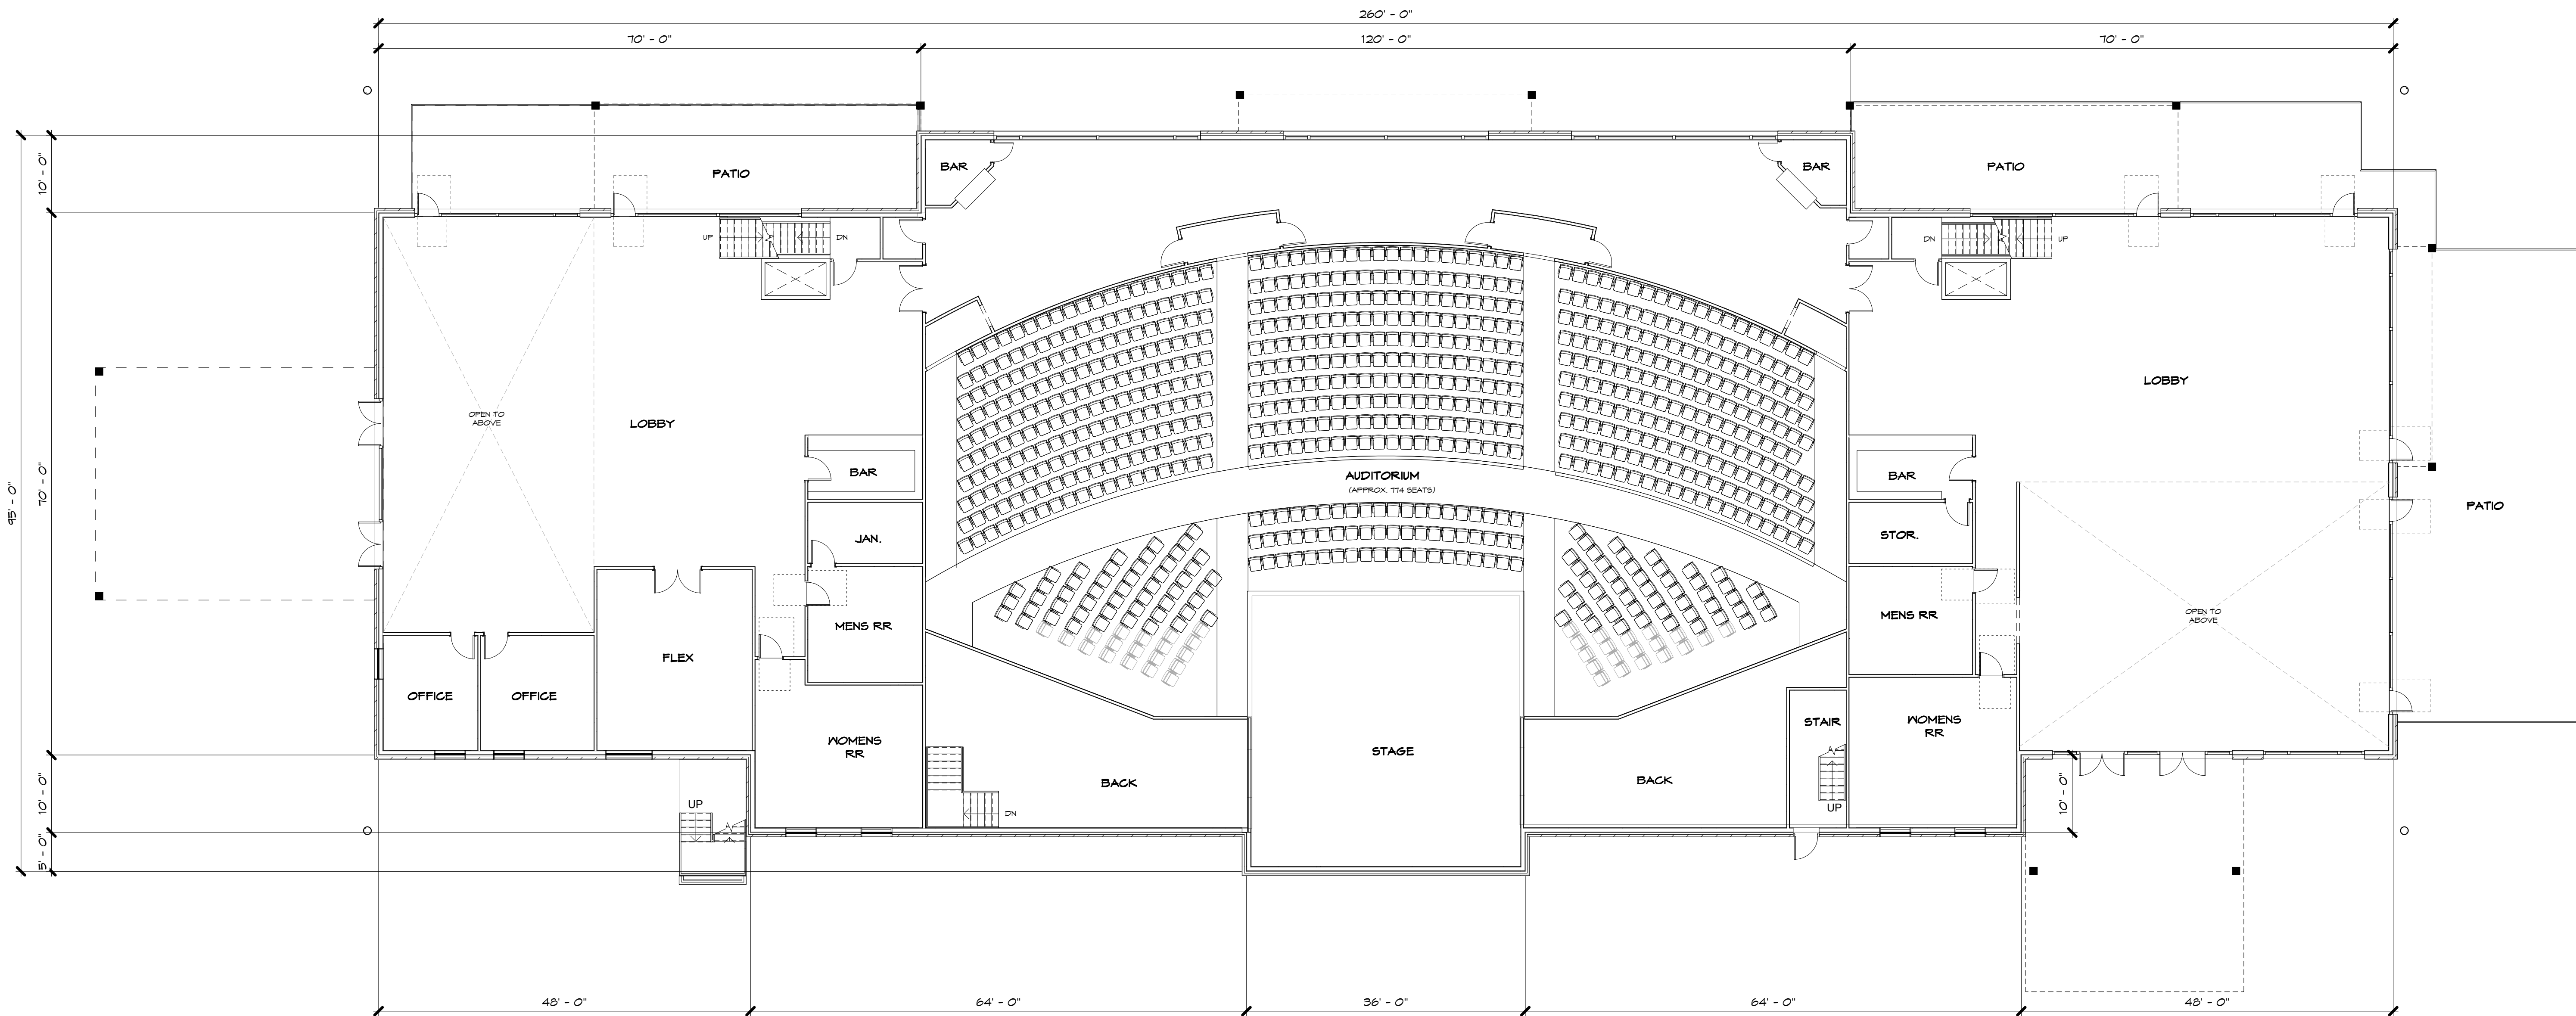 260' - 0"
70' - 0"
120' - 0"
70' - 0"
10' - 0"
70' - 0"
95' - 0"
10' - 0"
5' - 0"
PATIO
BAR
BAR
PATIO
UP
DN
DN
UP
OPEN TO
ABOVE
LOBBY
LOBBY
BAR
AUDITORIUM
(APPROX. 774 SEATS)
BAR
PATIO
JAN.
STOR.
MENS RR
MENS RR
OPEN TO
ABOVE
FLEX
OFFICE
OFFICE
WOMENS
RR
STAGE
STAIR
WOMENS
RR
BACK
BACK
UP
DN
UP
10' - 0"
48' - 0"
64' - 0"
36' - 0"
64' - 0"
48' - 0"